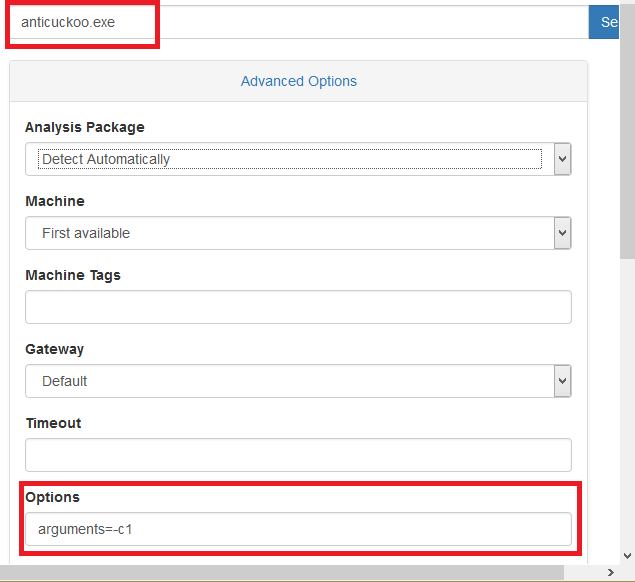 anticuckoo.exe
Se
Advanced Options
Analysis Package
Detect Automatically
Machine
First available
Machine Tags
Gateway
Default
Timeout
Options
arguments=-c1